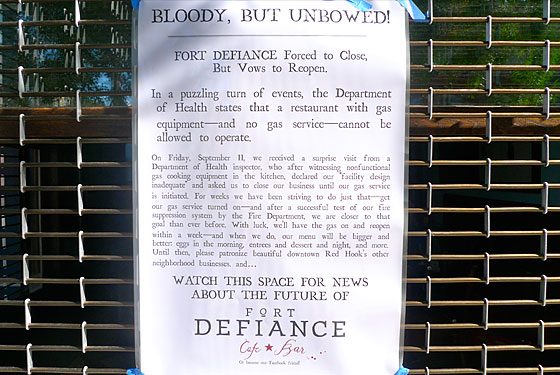 BLOODY, BUT UNBOWED!
FORT DEFIANCE Forced to Close,
But Vows to Reopen.
In a puzzling turn of events, the Department
of Health states that a restaurant with gas
equipment—and no gas service—cannot be
allowed to operate.
On Friday, September 11, we received a surprise visit from a
Department of Health inspector, who after witnessing nonfunctional
gas cooking equipment in the kitchen, declared our "facility design
inadequate" and asked us to close our business until our gas service
is initiated. For weeks we have been striving to do just that—get
our gas service turned on—and after a successful test of our fire
suppression system by the Fire Department, we are closer to that
goal than ever before. With luck, we'll have the gas on and reopen
within a week—and when we do, our menu will be bigger and
better: eggs in the morning, entrees and dessert and night, and more.
Until then, please patronize beautiful downtown Red Hook's other
neighborhood businesses, and...
WATCH THIS SPACE FOR NEWS
ABOUT THE FUTURE OF
FORT
DEFIANCE
Cafe ★ Bar
Or become our Facebook friend!